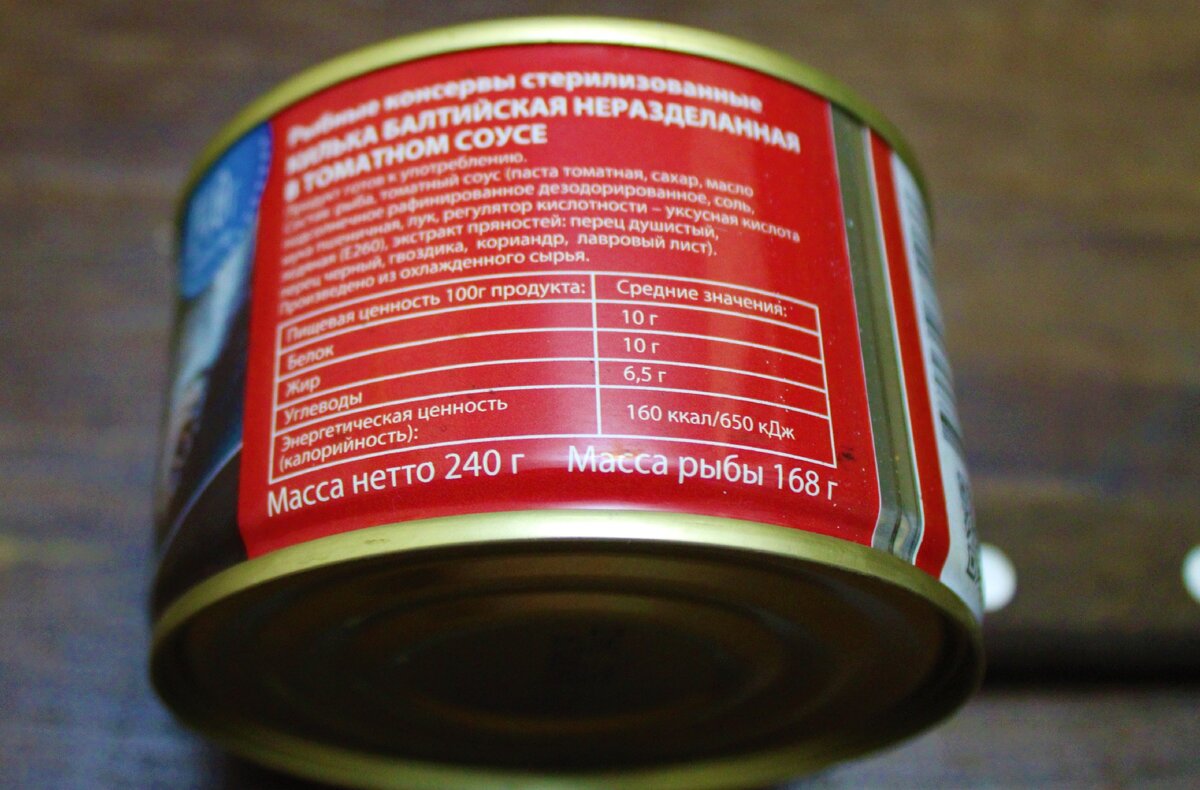 Рыбные консервы стерилизованные
КИЛЬКА БАЛТИЙСКАЯ НЕРАЗДЕЛАННАЯ
В ТОМАТНОМ СОУСЕ
Продукт готов к употреблению.
Состав: рыба, томатный соус (паста томатная, сахар, масло
подсолнечное рафинированное дезодорированное, соль,
мука пшеничная, лук, регулятор кислотности – уксусная кислота
ледяная (Е260), экстракт пряностей: перец душистый,
перец черный, гвоздика, кориандр, лавровый лист).
Произведено из охлажденного сырья.
Пищевая ценность 100г продукта: Средние значения:
Белок 10 г
Жир 10 г
Углеводы 6,5 г
Энергетическая ценность
(калорийность): 160 ккал/650 кДж
Масса нетто 240 г Масса рыбы 168 г